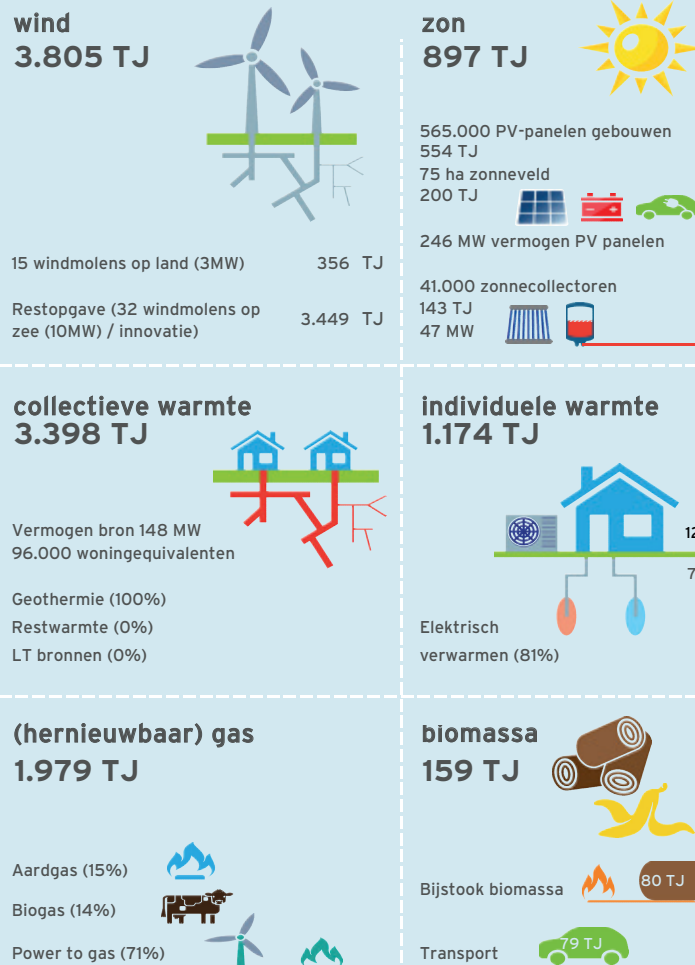 wind
3.805 TJ
15 windmolens op land (3MW) 356 TJ
Restopgave (32 windmolens op
zee (10MW) / innovatie) 3.449 TJ
zon
897 TJ
565.000 PV-panelen gebouwen
554 TJ
75 ha zonneveld
200 TJ
246 MW vermogen PV panelen
41.000 zonnecollectoren
143 TJ
47 MW
collectieve warmte
3.398 TJ
Vermogen bron 148 MW
96.000 woningequivalenten
Geothermie (100%)
Restwarmte (0%)
LT bronnen (0%)
individuele warmte
1.174 TJ
12
7
Elektrisch
verwarmen (81%)
(hernieuwbaar) gas
1.979 TJ
Aardgas (15%)
Biogas (14%)
Power to gas (71%)
biomassa
159 TJ
Bijstook biomassa 80 TJ
Transport 79 TJ